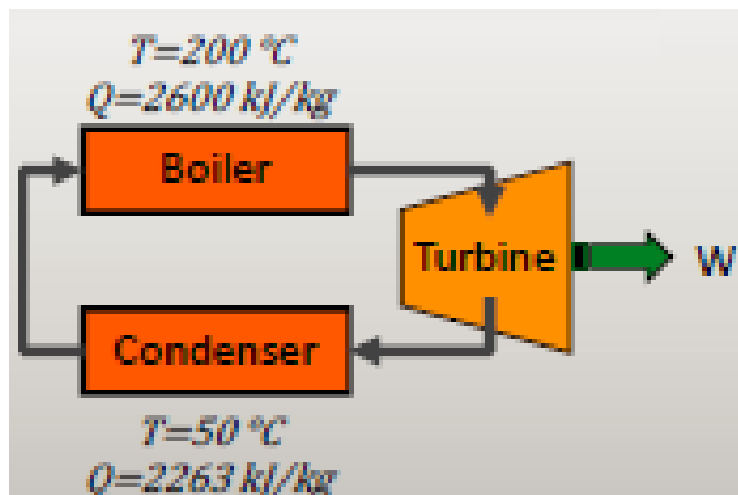 T=200 °C
Q=2600 kJ/kg
Boiler
Turbine
W
Condenser
T=50 °C
Q=2263 kJ/kg